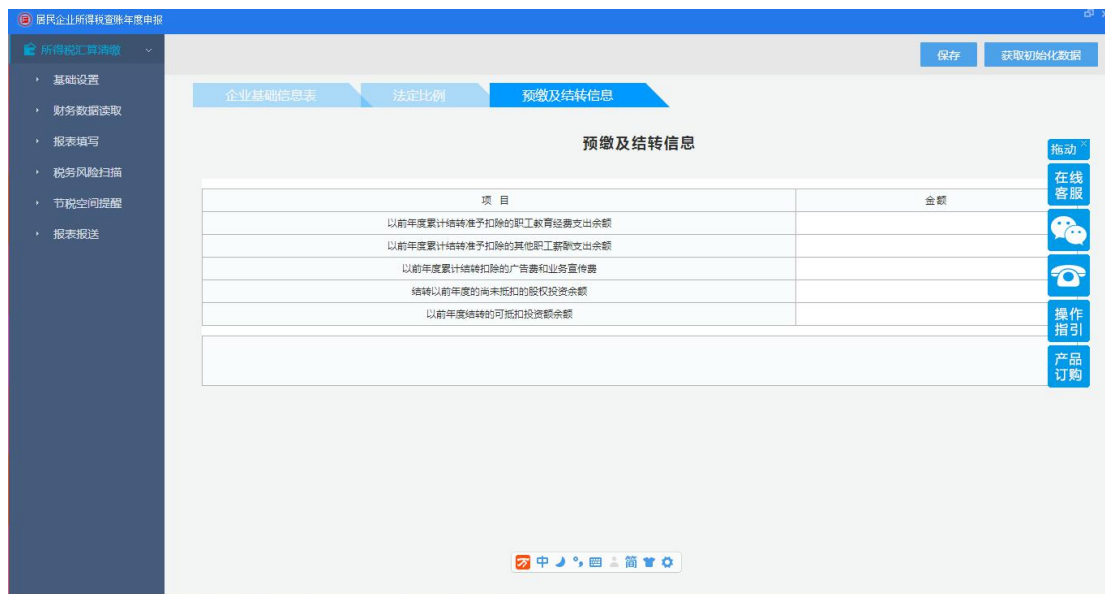 居民企业所得税查账年度申报
所得税汇算清缴
基础设置
财务数据读取
报表填写
税务风险扫描
节税空间提醒
报表报送
保存
获取初始化数据
企业基础信息表
法定比例
预缴及结转信息
预缴及结转信息
项 目
金额
以前年度累计结转准予扣除的职工教育经费支出余额
以前年度累计结转准予扣除的其他职工薪酬支出余额
以前年度累计结转扣除的广告费和业务宣传费
结转以前年度的尚未抵扣的股权投资余额
以前年度结转的可抵扣投资额余额
拖动
在线
客服
操作
指引
产品
订购
中
简